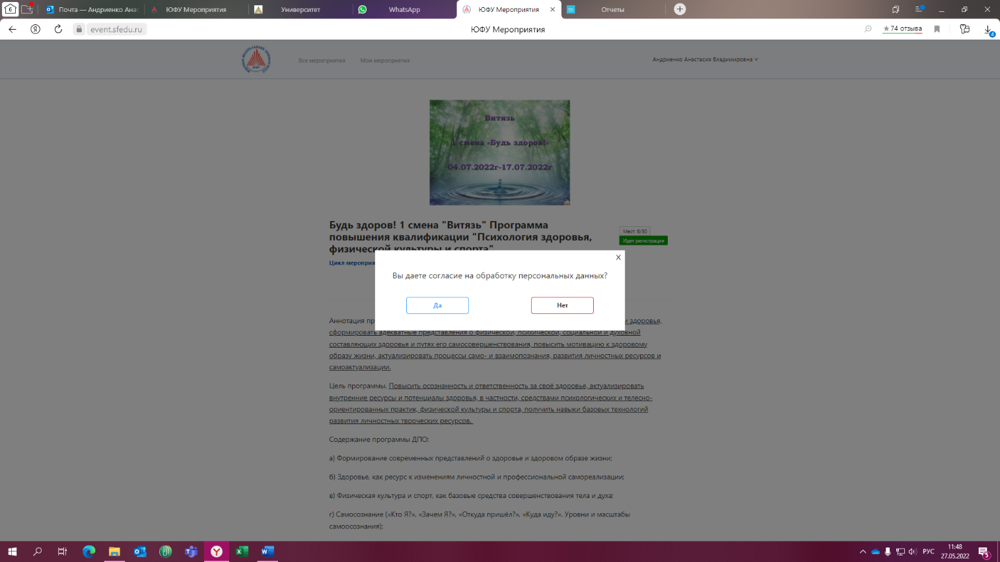 6
Почта — Андриенко Анас
ЮФУ Мероприятия
Университет
WhatsApp
ЮФУ Мероприятия
Отчеты
event.sfedu.ru
ЮФУ Мероприятия
74 отзыва
4
Все мероприятия
Мои мероприятия
Андриенко Анастасия Владимировна
Витязь
1 смена «Будь здоров!»
04.07.2022г-17.07.2022г
Будь здоров! 1 смена "Витязь" Программа
повышения квалификации "Психология здоровья,
физической культуры и спорта"
Мест: 6/30
Идет регистрация
Цикл меропри
X
Вы даете согласие на обработку персональных данных?
Да
Нет
Аннотация пр
и здоровья,
сформировать адекватные представления о физической, психической, социальной и духовной
составляющих здоровья и путях его самосовершенствования, повысить мотивацию к здоровому
образу жизни, актуализировать процессы само- и взаимопознания, развития личностных ресурсов и
самоактуализации.
Цель программы. Повысить осознанность и ответственность за своё здоровье, актуализировать
внутренние ресурсы и потенциалы здоровья, в частности, средствами психологических и телесно-
ориентированных практик, физической культуры и спорта, получить навыки базовых технологий
развития личностных творческих ресурсов.
Содержание программы ДПО:
а) Формирование современных представлений о здоровье и здоровом образе жизни;
б) Здоровье, как ресурс к изменениям личностной и профессиональной самореализации;
в) Физическая культура и спорт, как базовые средства совершенствования тела и духа;
г) Самосознание («Кто Я?», «Зачем Я?», «Откуда пришёл?», «Куда иду?». Уровни и масштабы
самоосознания);
РУС
11:48
27.05.2022
5